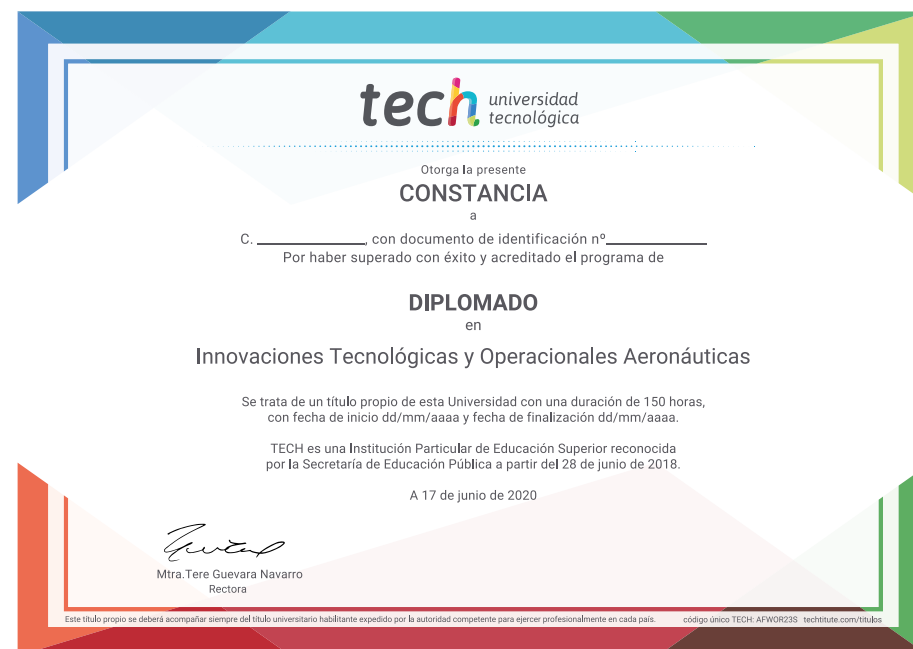 tech universidad
tecnológica
Otorga la presente
CONSTANCIA
a
C. ______________, con documento de identificación nº_____________
Por haber superado con éxito y acreditado el programa de
DIPLOMADO
en
Innovaciones Tecnológicas y Operacionales Aeronáuticas
Se trata de un título propio de esta Universidad con una duración de 150 horas,
con fecha de inicio dd/mm/aaaa y fecha de finalización dd/mm/aaaa.
TECH es una Institución Particular de Educación Superior reconocida
por la Secretaría de Educación Pública a partir del 28 de junio de 2018.
A 17 de junio de 2020
Mtra.Tere Guevara Navarro
Rectora
Este título propio se deberá acompañar siempre del título universitario habilitante expedido por la autoridad competente para ejercer profesionalmente en cada país. código único TECH: AFWOR23S techtitute.com/titulos